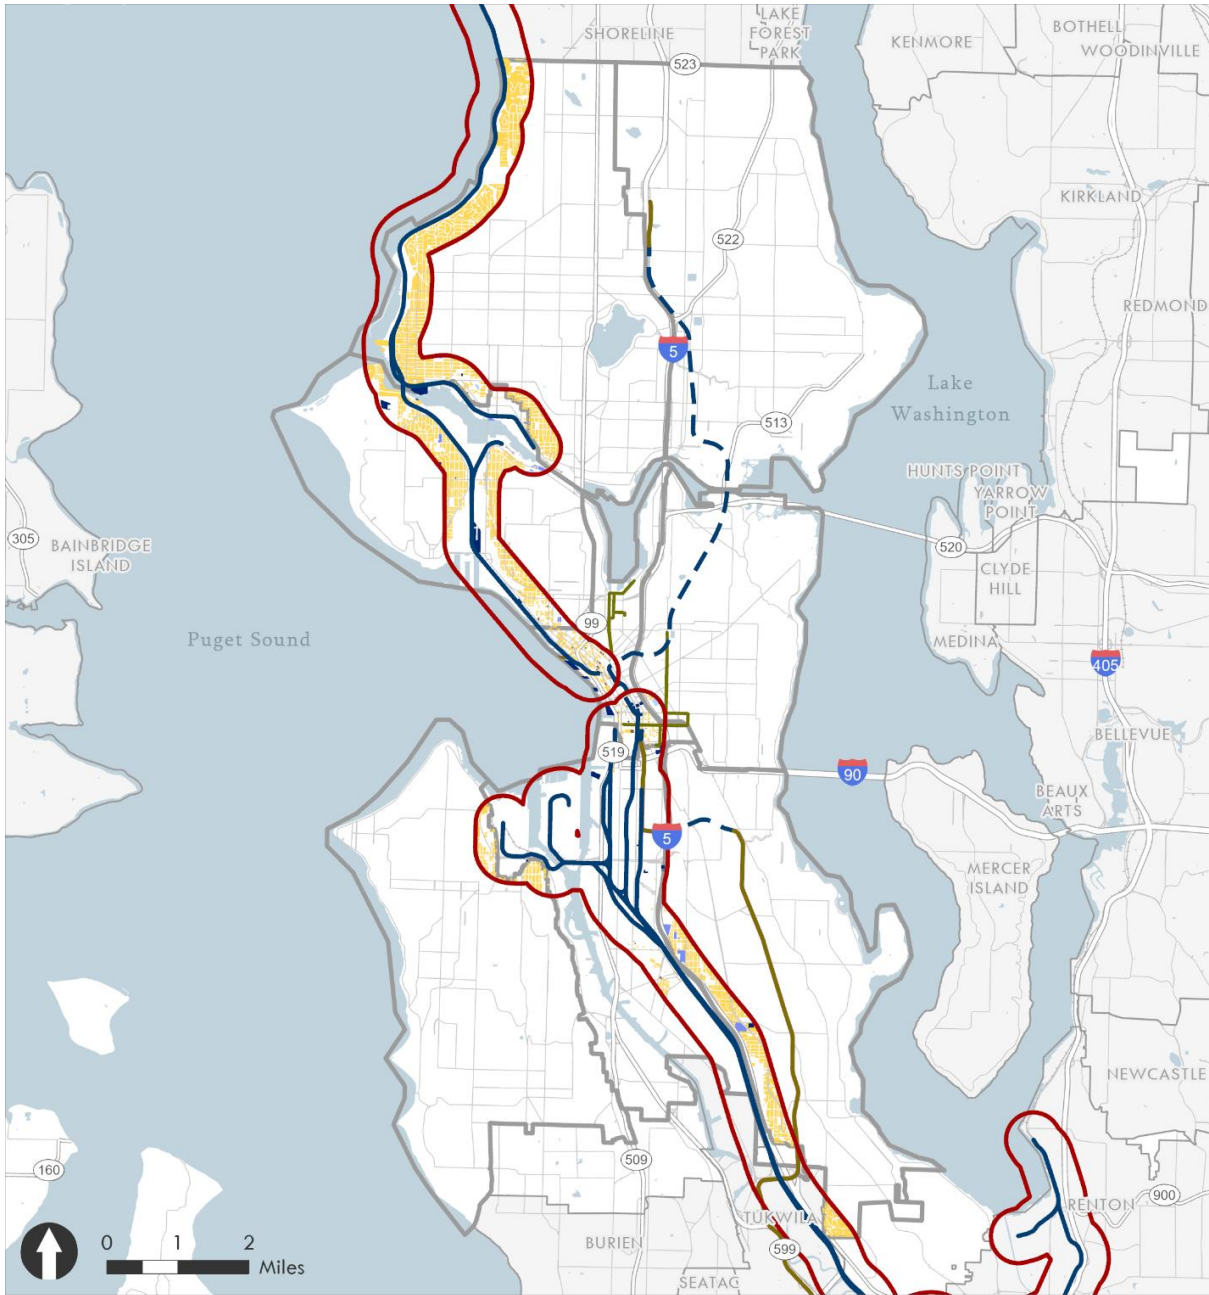 LAKE
FOREST
PARK
SHORELINE
BOTHELL
KENMORE
WOODINVILLE
523
KIRKLAND
522
REDMOND
5
Lake
Washington
513
HUNTS POINT
YARROW
POINT
305
BAINBRIDGE
ISLAND
520
CLYDE
HILL
99
Puget Sound
MEDINA
405
BELLEVUE
519
90
BEAUX
ARTS
5
MERCER
ISLAND
NEWCASTLE
160
509
RENTON
900
TUKWILA
BURIEN
599
SEATAC
0 1 2
Miles